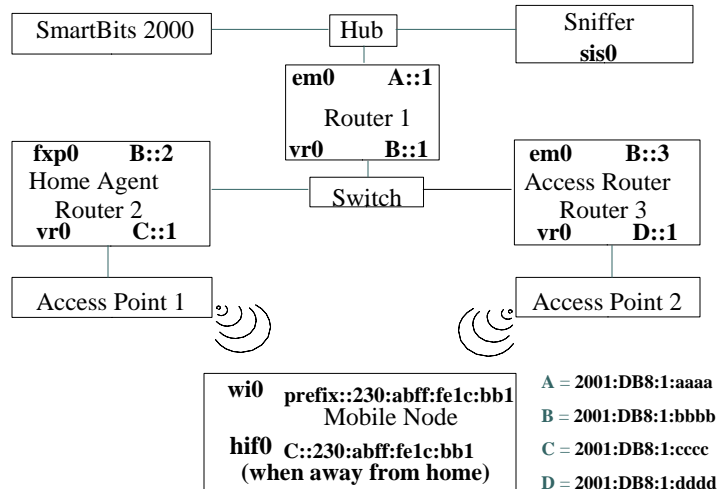 SmartBits 2000
Hub
Sniffer
sis0
em0 A::1
Router 1
vr0 B::1
fxp0 B::2
Home Agent
Router 2
vr0 C::1
Switch
em0 B::3
Access Router
Router 3
vr0 D::1
Access Point 1
Access Point 2
wi0 prefix::230:abff:fe1c:bb1
Mobile Node
hif0 C::230:abff:fe1c:bb1
(when away from home)
A = 2001:DB8:1:aaaa
B = 2001:DB8:1:bbbb
C = 2001:DB8:1:cccc
D = 2001:DB8:1:dddd